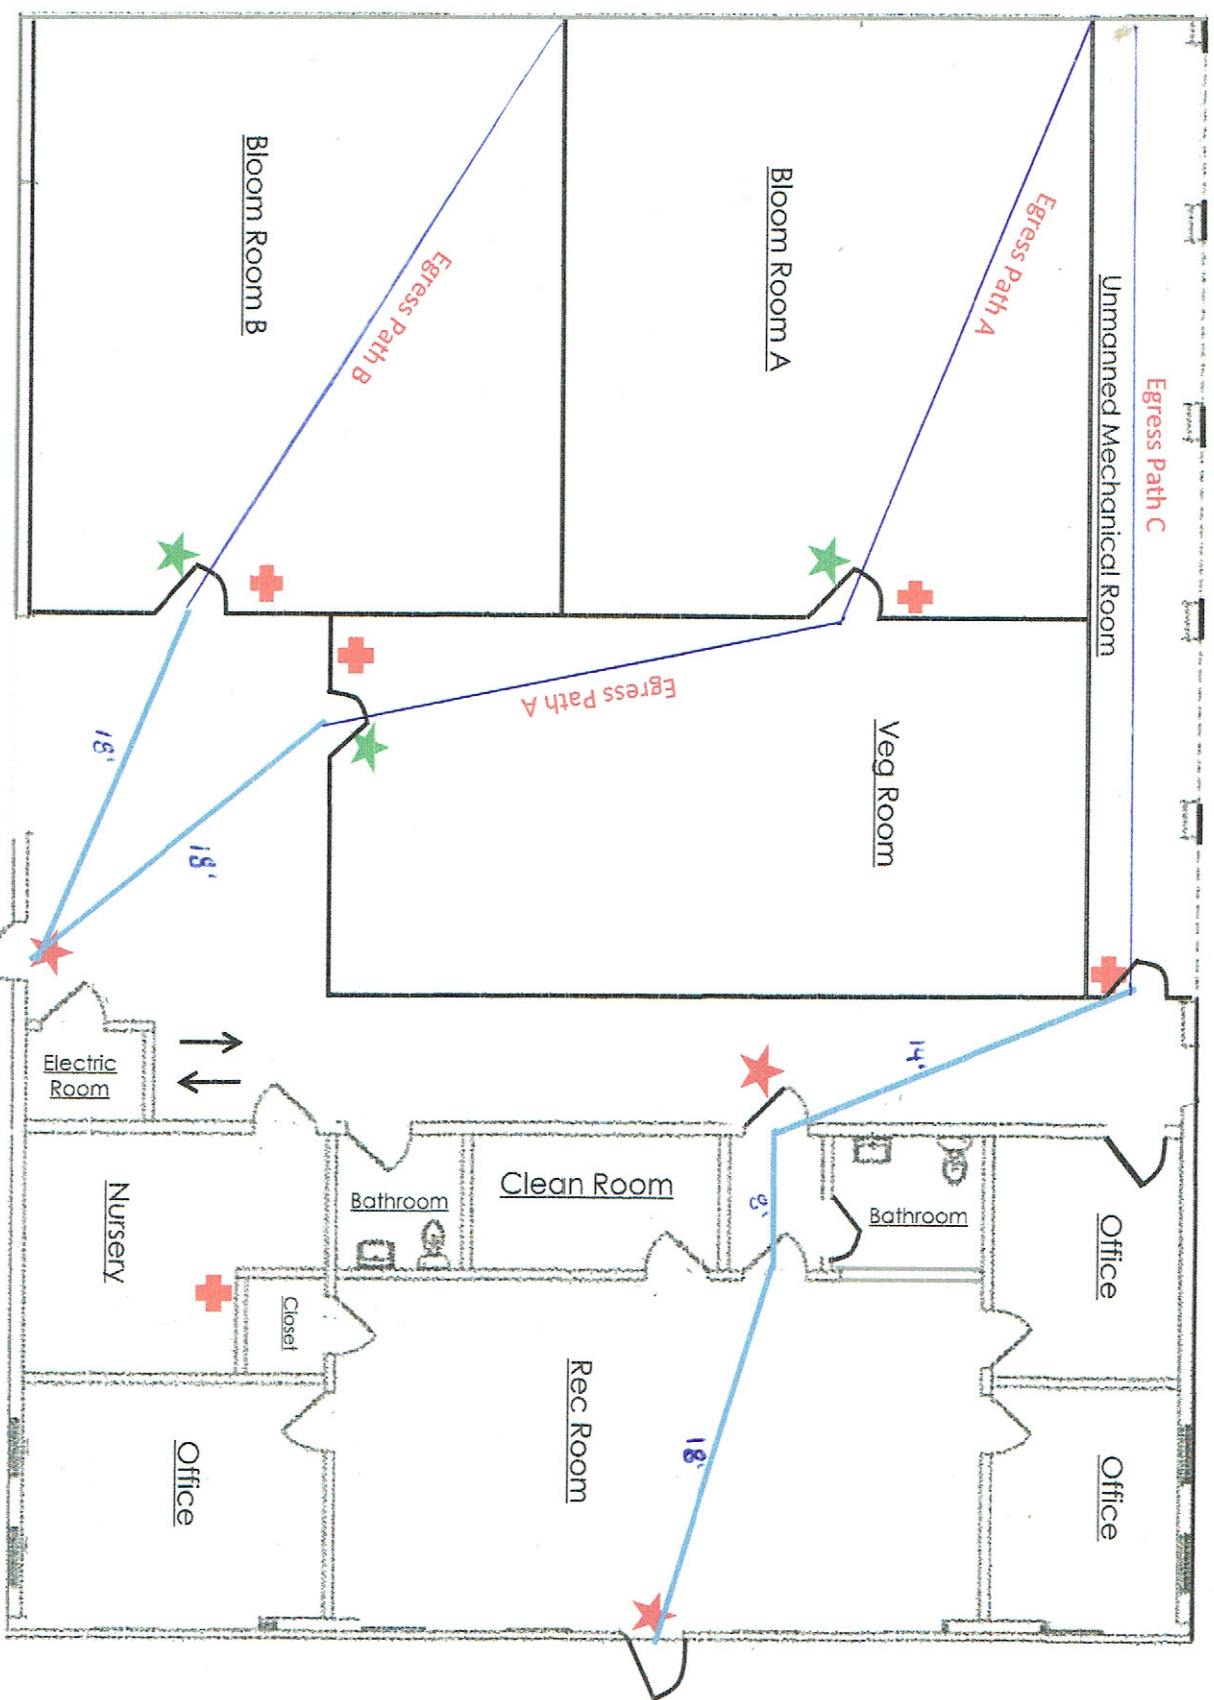 Bloom Room B
Egress Path B
Bloom Room A
Egress Path A
Unmanned Mechanical Room
Egress Path C
Egress Path A
Veg Room
18'
18'
14'
8'
18'
Electric
Room
Nursery
Bathroom
Clean Room
Bathroom
Office
Closet
Rec Room
Office
Office